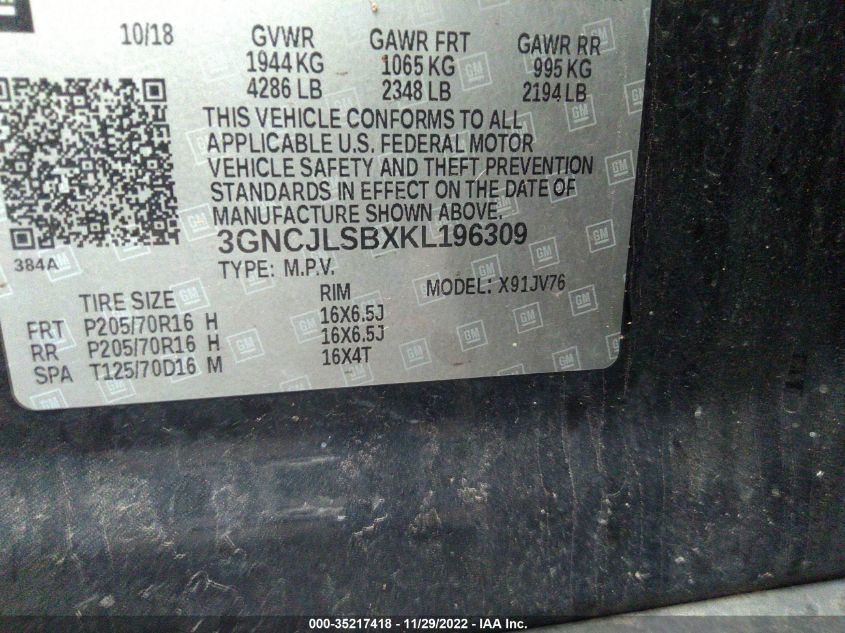 10/18 GVWR GAWR FRT GAWR RR
1944 KG 1065 KG 995 KG
4286 LB 2348 LB 2194 LB
THIS VEHICLE CONFORMS TO ALL
APPLICABLE U.S. FEDERAL MOTOR
VEHICLE SAFETY AND THEFT PREVENTION
STANDARDS IN EFFECT ON THE DATE OF
MANUFACTURE SHOWN ABOVE.
3GNCJLSBXKL196309
384A
TYPE: M.P.V. MODEL: X91JV76
TIRE SIZE RIM
FRT P205/70R16 H 16X6.5J
RR P205/70R16 H 16X6.5J
SPA T125/70D16 M 16X4T
000-35217418 - 11/29/2022 - IAA Inc.